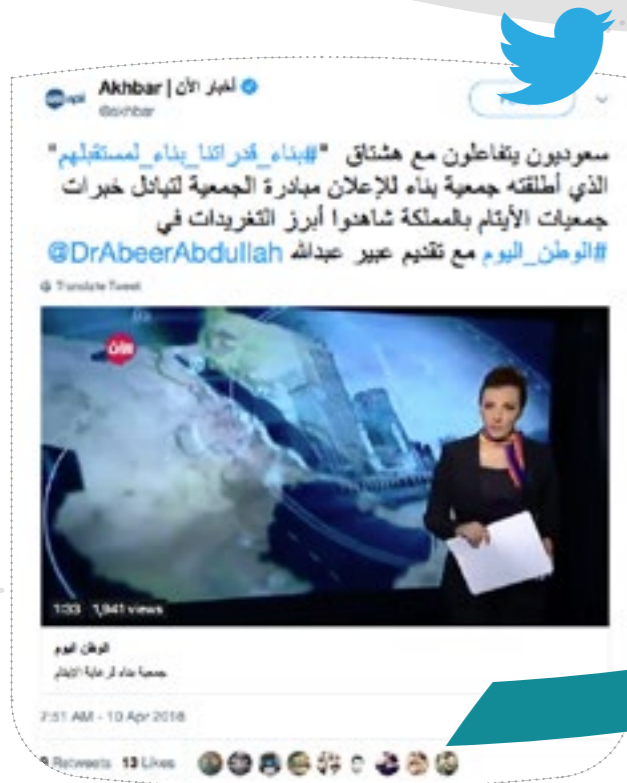 أخبار الآن | Akhbar
@akhbar
سعوديون يتفاعلون مع هشتاق "#بناء_قدراتنا_بناء_لمستقبلهم"
الذي أطلقته جمعية بناء للإعلان مبادرة الجمعية لتبادل خبرات
جمعيات الأيتام بالمملكة شاهدوا أبرز التغريدات في
#الوطن_اليوم مع تقديم عبير عبدالله @DrAbeerAbdullah
Translate Tweet
الآن
1:33 1,941 views
الوطن اليوم
جمعية بناء لرعاية الايتام
7:51 AM - 10 Apr 2018
Retweets 13 Likes